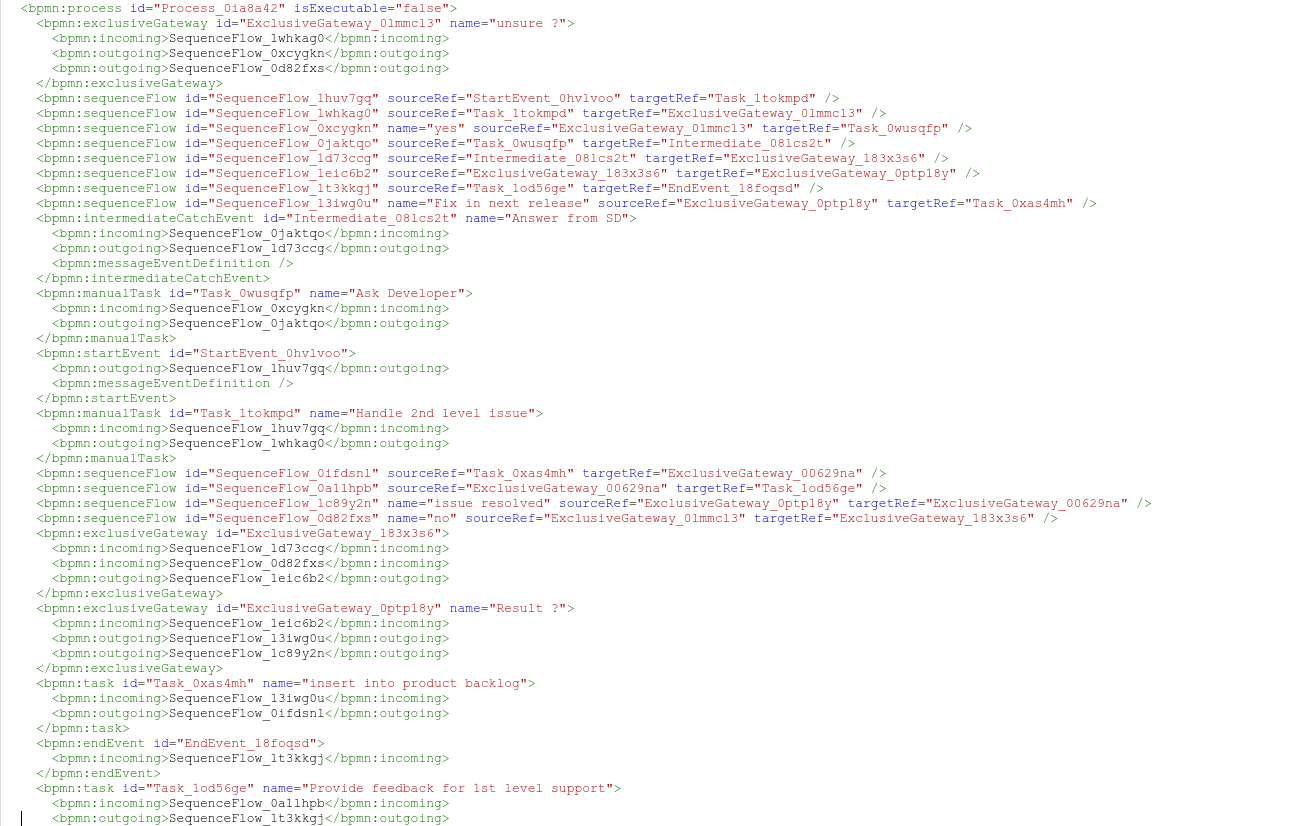 <bpmn:process id="Process_0ia8a42" isExecutable="false">
<bpmn:exclusiveGateway id="ExclusiveGateway_0lmmcl3" name="unsure ?">
<bpmn:incoming>SequenceFlow_1whkag0</bpmn:incoming>
<bpmn:outgoing>SequenceFlow_0xcygkn</bpmn:outgoing>
<bpmn:outgoing>SequenceFlow_0d82fxs</bpmn:outgoing>
</bpmn:exclusiveGateway>
<bpmn:sequenceFlow id="SequenceFlow_1huv7gq" sourceRef="StartEvent_0hvlvoo" targetRef="Task_1tokmpd" />
<bpmn:sequenceFlow id="SequenceFlow_1whkag0" sourceRef="Task_1tokmpd" targetRef="ExclusiveGateway_0lmmcl3" />
<bpmn:sequenceFlow id="SequenceFlow_0xcygkn" name="yes" sourceRef="ExclusiveGateway_0lmmcl3" targetRef="Task_0wusqfp" />
<bpmn:sequenceFlow id="SequenceFlow_0jaktqo" sourceRef="Task_0wusqfp" targetRef="Intermediate_08lcs2t" />
<bpmn:sequenceFlow id="SequenceFlow_1d73ccg" sourceRef="Intermediate_08lcs2t" targetRef="ExclusiveGateway_183x3s6" />
<bpmn:sequenceFlow id="SequenceFlow_1eic6b2" sourceRef="ExclusiveGateway_183x3s6" targetRef="ExclusiveGateway_0ptpl8y" />
<bpmn:sequenceFlow id="SequenceFlow_1t3kkgj" sourceRef="Task_1od56ge" targetRef="EndEvent_18foqsd" />
<bpmn:sequenceFlow id="SequenceFlow_13iwg0u" name="Fix in next release" sourceRef="ExclusiveGateway_0ptpl8y" targetRef="Task_0xas4mh" />
<bpmn:intermediateCatchEvent id="Intermediate_08lcs2t" name="Answer from SD">
<bpmn:incoming>SequenceFlow_0jaktqo</bpmn:incoming>
<bpmn:outgoing>SequenceFlow_1d73ccg</bpmn:outgoing>
<bpmn:messageEventDefinition />
</bpmn:intermediateCatchEvent>
<bpmn:manualTask id="Task_0wusqfp" name="Ask Developer">
<bpmn:incoming>SequenceFlow_0xcygkn</bpmn:incoming>
<bpmn:outgoing>SequenceFlow_0jaktqo</bpmn:outgoing>
</bpmn:manualTask>
<bpmn:startEvent id="StartEvent_0hvlvoo">
<bpmn:outgoing>SequenceFlow_1huv7gq</bpmn:outgoing>
<bpmn:messageEventDefinition />
</bpmn:startEvent>
<bpmn:manualTask id="Task_1tokmpd" name="Handle 2nd level issue">
<bpmn:incoming>SequenceFlow_1huv7gq</bpmn:incoming>
<bpmn:outgoing>SequenceFlow_1whkag0</bpmn:outgoing>
</bpmn:manualTask>
<bpmn:sequenceFlow id="SequenceFlow_0ifdsnl" sourceRef="Task_0xas4mh" targetRef="ExclusiveGateway_00629na" />
<bpmn:sequenceFlow id="SequenceFlow_0allhpb" sourceRef="ExclusiveGateway_00629na" targetRef="Task_1od56ge" />
<bpmn:sequenceFlow id="SequenceFlow_1c89y2n" name="issue resolved" sourceRef="ExclusiveGateway_0ptpl8y" targetRef="ExclusiveGateway_00629na" />
<bpmn:sequenceFlow id="SequenceFlow_0d82fxs" name="no" sourceRef="ExclusiveGateway_0lmmcl3" targetRef="ExclusiveGateway_183x3s6" />
<bpmn:exclusiveGateway id="ExclusiveGateway_183x3s6">
<bpmn:incoming>SequenceFlow_1d73ccg</bpmn:incoming>
<bpmn:incoming>SequenceFlow_0d82fxs</bpmn:incoming>
<bpmn:outgoing>SequenceFlow_1eic6b2</bpmn:outgoing>
</bpmn:exclusiveGateway>
<bpmn:exclusiveGateway id="ExclusiveGateway_0ptpl8y" name="Result ?">
<bpmn:incoming>SequenceFlow_1eic6b2</bpmn:incoming>
<bpmn:outgoing>SequenceFlow_13iwg0u</bpmn:outgoing>
<bpmn:outgoing>SequenceFlow_1c89y2n</bpmn:outgoing>
</bpmn:exclusiveGateway>
<bpmn:task id="Task_0xas4mh" name="insert into product backlog">
<bpmn:incoming>SequenceFlow_13iwg0u</bpmn:incoming>
<bpmn:outgoing>SequenceFlow_0ifdsnl</bpmn:outgoing>
</bpmn:task>
<bpmn:endEvent id="EndEvent_18foqsd">
<bpmn:incoming>SequenceFlow_1t3kkgj</bpmn:incoming>
</bpmn:endEvent>
<bpmn:task id="Task_1od56ge" name="Provide feedback for 1st level support">
<bpmn:incoming>SequenceFlow_0allhpb</bpmn:incoming>
<bpmn:outgoing>SequenceFlow_1t3kkgj</bpmn:outgoing>